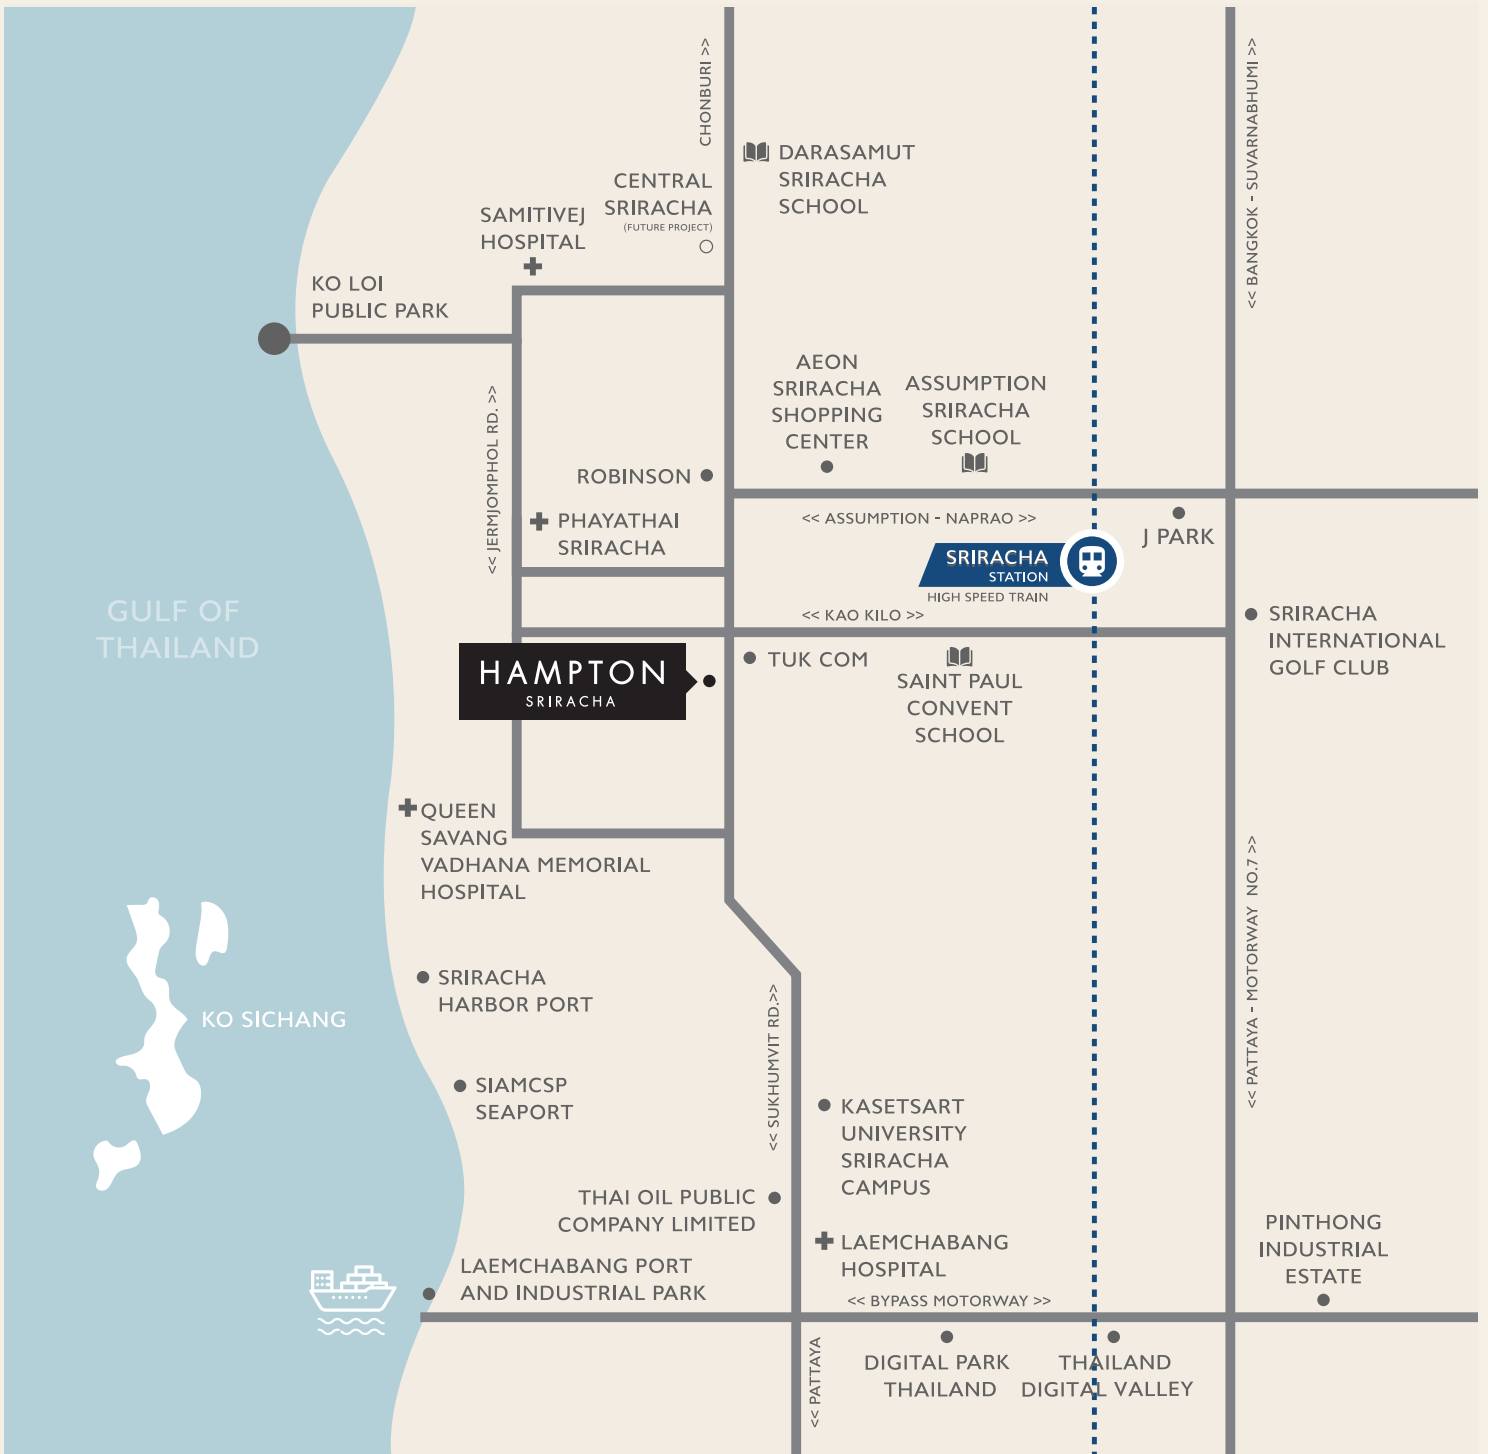 CHONBURI >>
<< BANGKOK - SUVARNABHUMI >>
DARASAMUT
SRIRACHA
SCHOOL
CENTRAL
SRIRACHA
(FUTURE PROJECT)
SAMITIVEJ
HOSPITAL
KO LOI
PUBLIC PARK
AEON
SRIRACHA
SHOPPING
CENTER
ASSUMPTION
SRIRACHA
SCHOOL
<< JERMJOMPHOL RD. >>
ROBINSON
PHAYATHAI
SRIRACHA
<< ASSUMPTION - NAPRAO >>
J PARK
SRIRACHA
STATION
HIGH SPEED TRAIN
GULF OF
THAILAND
<< KAO KILO >>
SRIRACHA
INTERNATIONAL
GOLF CLUB
HAMPTON
SRIRACHA
TUK COM
SAINT PAUL
CONVENT
SCHOOL
QUEEN
SAVANG
VADHANA MEMORIAL
HOSPITAL
<< PATTAYA - MOTORWAY NO.7 >>
SRIRACHA
HARBOR PORT
KO SICHANG
<< SUKHUMVIT RD.>>
SIAMCSP
SEAPORT
KASETSART
UNIVERSITY
SRIRACHA
CAMPUS
THAI OIL PUBLIC
COMPANY LIMITED
LAEMCHABANG
HOSPITAL
PINTHONG
INDUSTRIAL
ESTATE
LAEMCHABANG PORT
AND INDUSTRIAL PARK
<< BYPASS MOTORWAY >>
<< PATTAYA
DIGITAL PARK
THAILAND
THAILAND
DIGITAL VALLEY